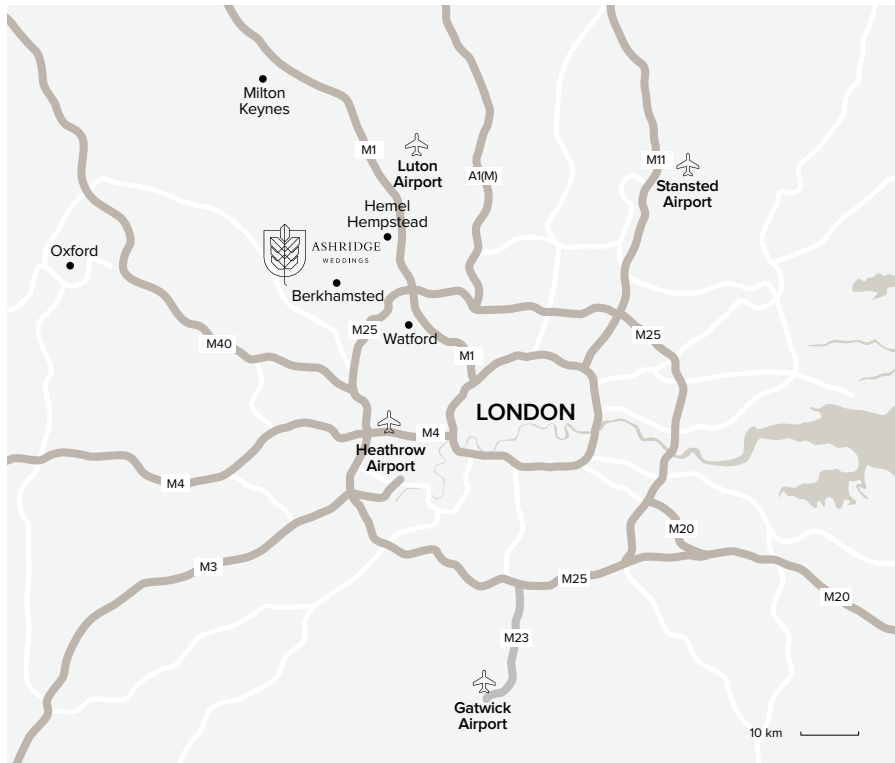 Milton
Keynes
M1
Luton
Airport
A1(M)
M11
Stansted
Airport
Hemel
Hempstead
ASHRIDGE
WEDDINGS
Oxford
Berkhamsted
M25
Watford
M40
M1
M25
LONDON
M4
Heathrow
Airport
M4
M20
M3
M25
M20
M23
Gatwick
Airport
10 km